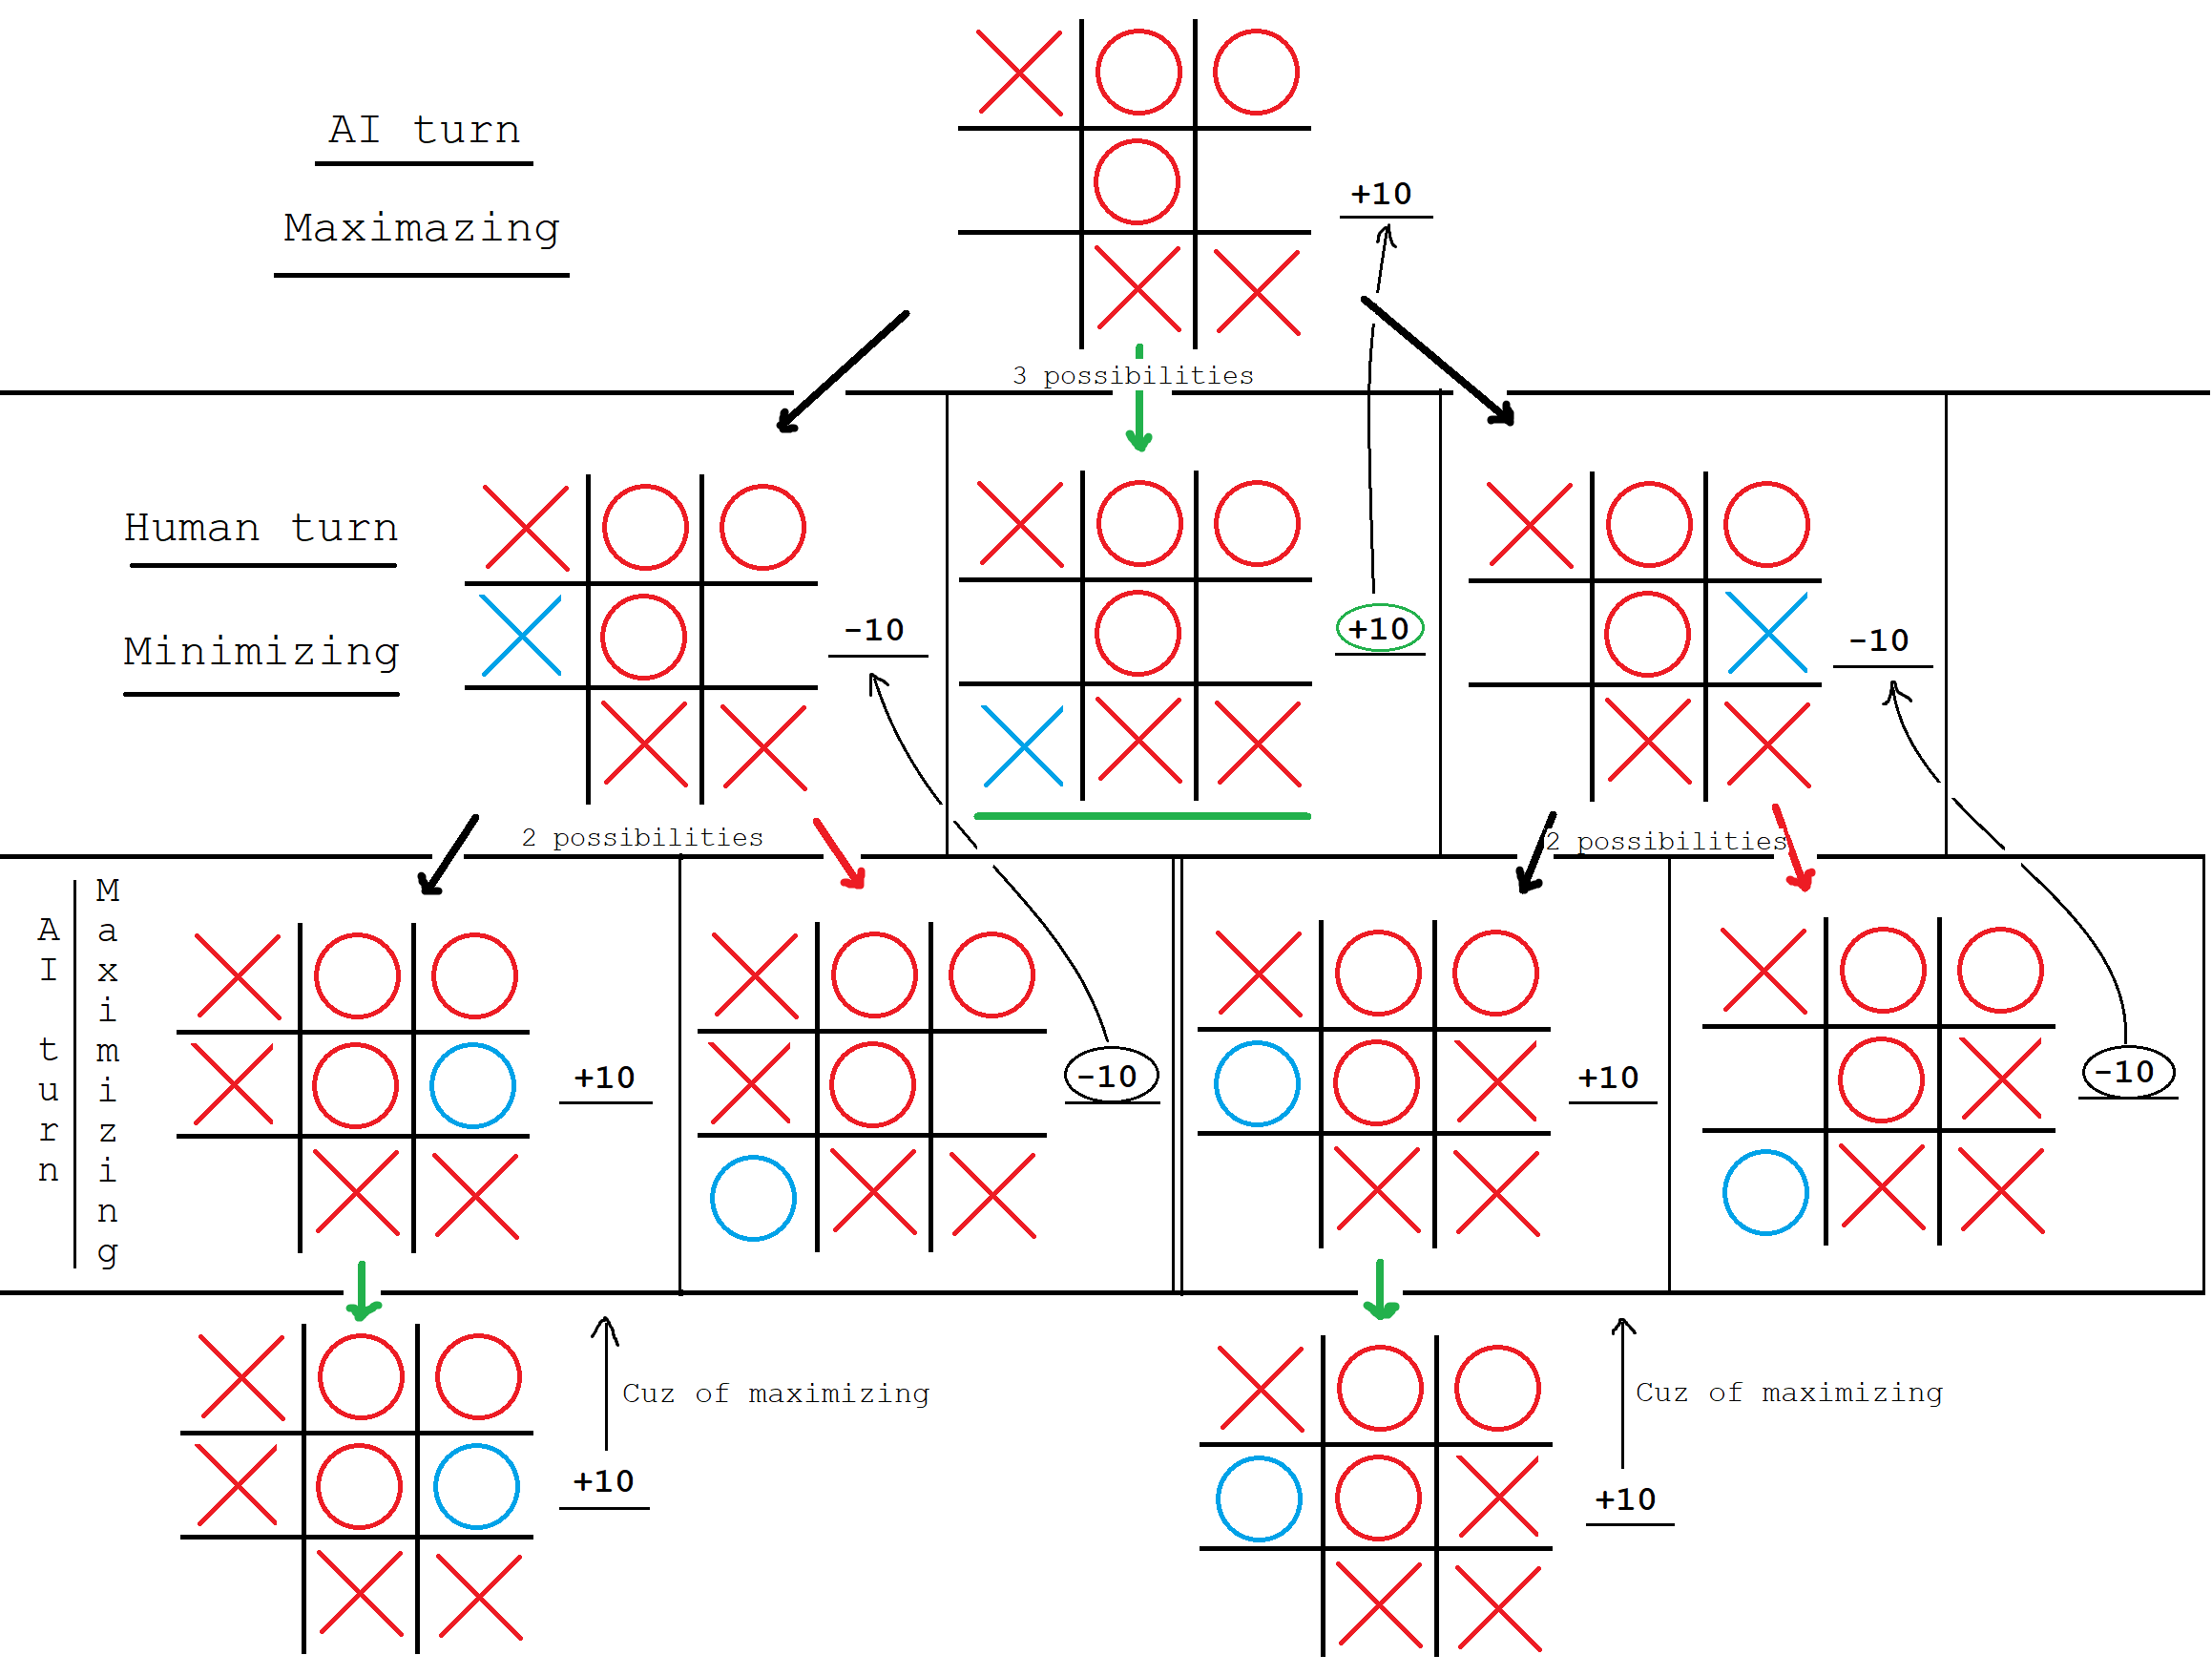 AI turn
Maximazing
+10
3 possibilities
Human turn
Minimizing
-10
+10
-10
2 possibilities
2 possibilities
AI turn
Maximizing
+10
-10
+10
-10
Cuz of maximizing
+10
Cuz of maximizing
+10